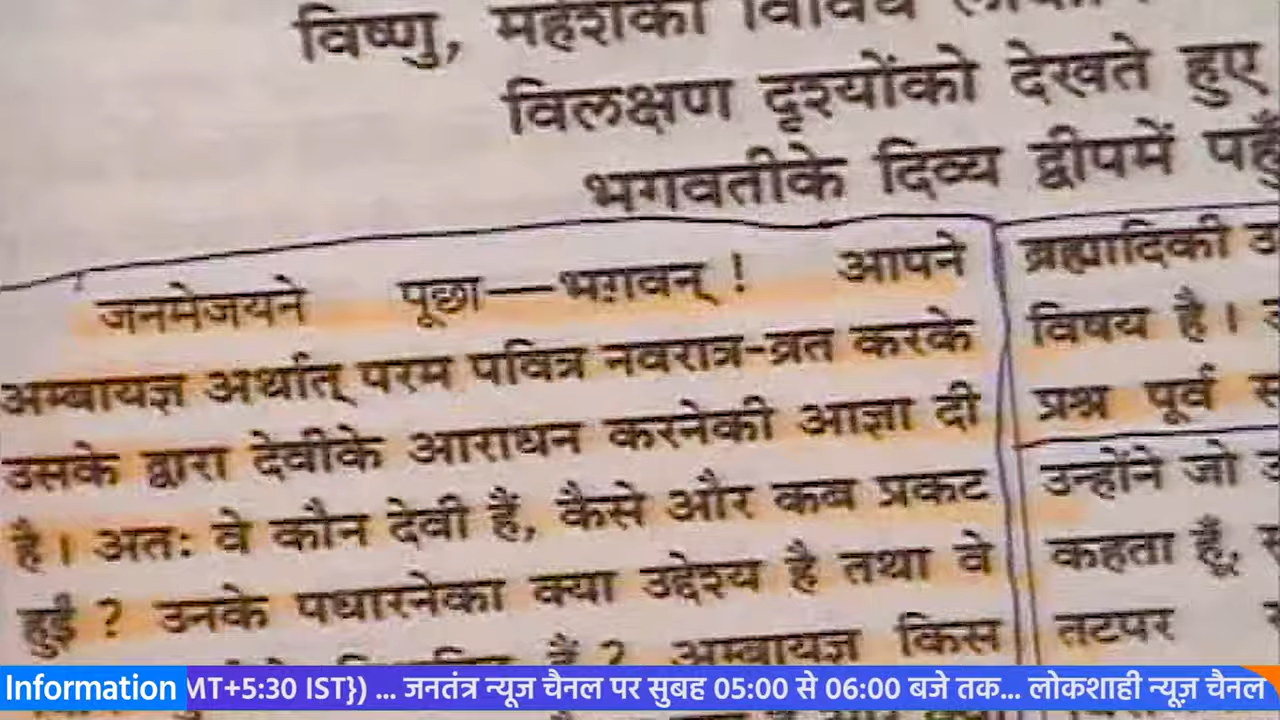 विष्णु, महेशकी विविध
विलक्षण दृश्योंको देखते हुए
भगवतीके दिव्य द्वीपमें
जनमेजयने पूछा—भगवन् ! आपने
अम्बायज्ञ अर्थात् परम पवित्र नवरात्र-व्रत करके
उसके द्वारा देवीके आराधन करनेकी आज्ञा दी
है। अतः वे कौन देवी हैं, कैसे और कब प्रकट
हुईं ? उनके पधारनेका क्या उद्देश्य है तथा वे
हैं ? अम्बायज्ञ किस
ब्रह्मादिकी
विषय है।
प्रश्न पूर्व
उन्होंने जो
कहता हूँ,
तटपर
Information MT+5:30 IST}) ... जनतंत्र न्यूज चैनल पर सुबह 05:00 से 06:00 बजे तक... लोकशाही न्यूज़ चैनल